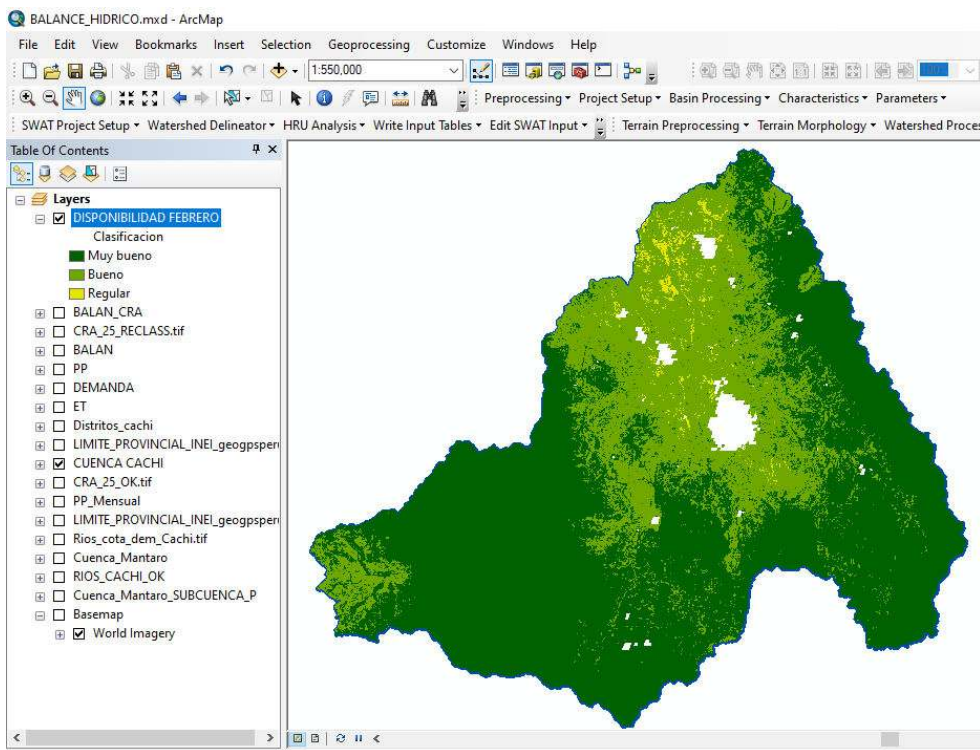 BALANCE_HIDRICO.mxd - ArcMap
File Edit View Bookmarks Insert Selection Geoprocessing Customize Windows Help
1:550,000
Preprocessing Project Setup Basin Processing Characteristics Parameters
SWAT Project Setup Watershed Delineator HRU Analysis Write Input Tables Edit SWAT Input Terrain Preprocessing Terrain Morphology Watershed Proces
Table Of Contents
Layers
DISPONIBILIDAD FEBRERO
Clasificacion
Muy bueno
Bueno
Regular
BALAN_CRA
CRA_25_RECLASS.tif
BALAN
PP
DEMANDA
ET
Distritos_cachi
LIMITE_PROVINCIAL_INEI_geogpsper
CUENCA CACHI
CRA_25_OK.tif
PP_Mensual
LIMITE_PROVINCIAL_INEI_geogpsper
Rios_cota_dem_Cachi.tif
Cuenca_Mantaro
RIOS_CACHI_OK
Cuenca_Mantaro_SUBCUENCA_P
Basemap
World Imagery